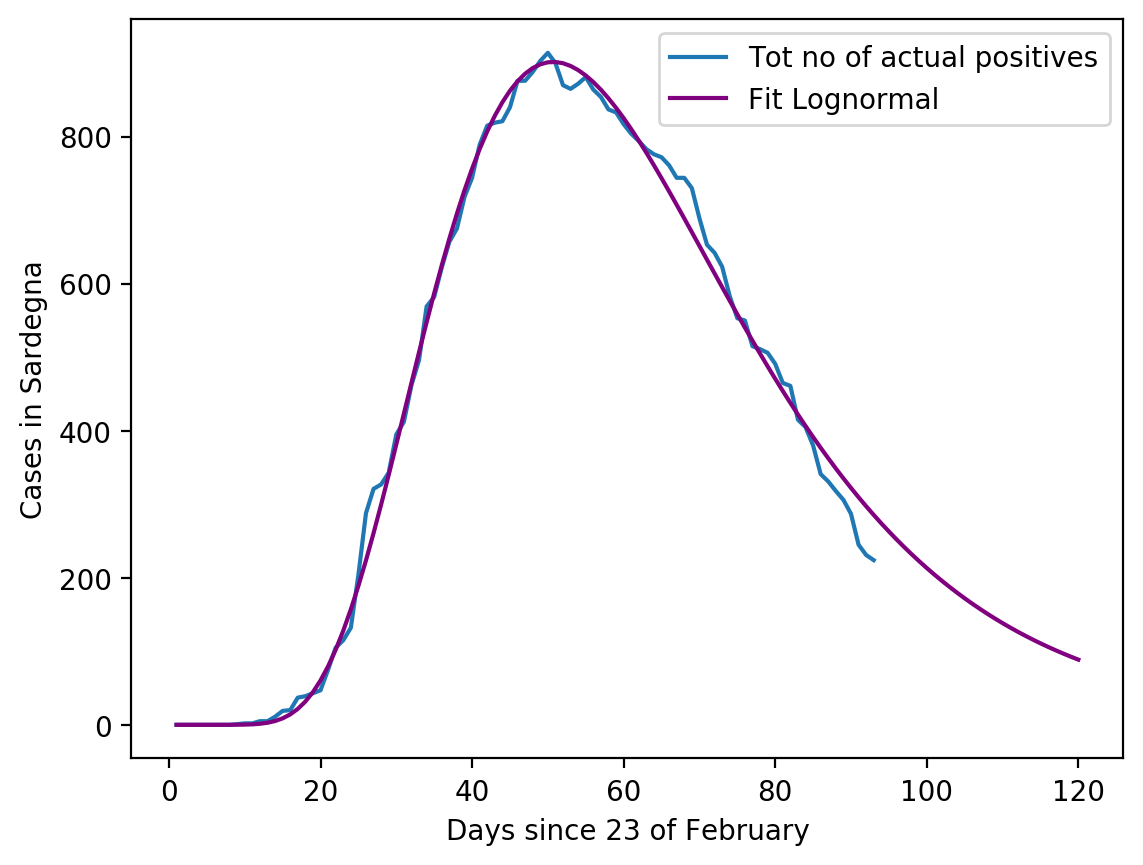 Tot no of actual positives
Fit Lognormal
800
600
400
200
0
Cases in Sardegna
0 20 40 60 80 100 120
Days since 23 of February